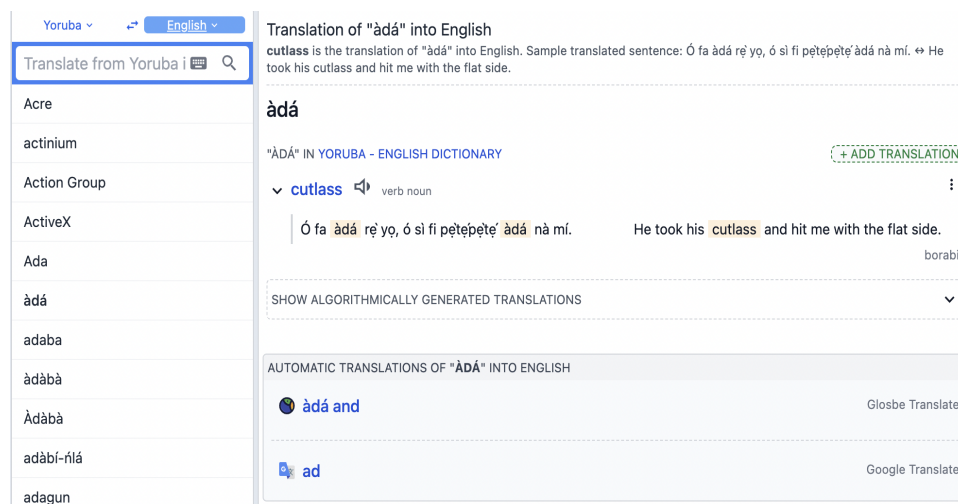 Yoruba
English
Translate from Yoruba i
Acre
actinium
Action Group
ActiveX
Ada
àdá
adaba
àdàbà
Àdàbà
adàbí-ńlá
adagun
Translation of "àdá" into English
cutlass is the translation of "àdá" into English. Sample translated sentence: Ó fa àdá rẹ̀ yọ, ó sì fi pẹ̀tẹ̀pẹ̀tẹ́ àdá nà mí. ↔ He
took his cutlass and hit me with the flat side.
àdá
"ÀDÁ" IN YORUBA - ENGLISH DICTIONARY
+ ADD TRANSLATION
cutlass verb noun
Ó fa àdá rẹ̀ yọ, ó sì fi pẹ̀tẹ̀pẹ̀tẹ́ àdá nà mí.
He took his cutlass and hit me with the flat side.
borabi
SHOW ALGORITHMICALLY GENERATED TRANSLATIONS
AUTOMATIC TRANSLATIONS OF "ÀDÁ" INTO ENGLISH
àdá and
Glosbe Translate
ad
Google Translate